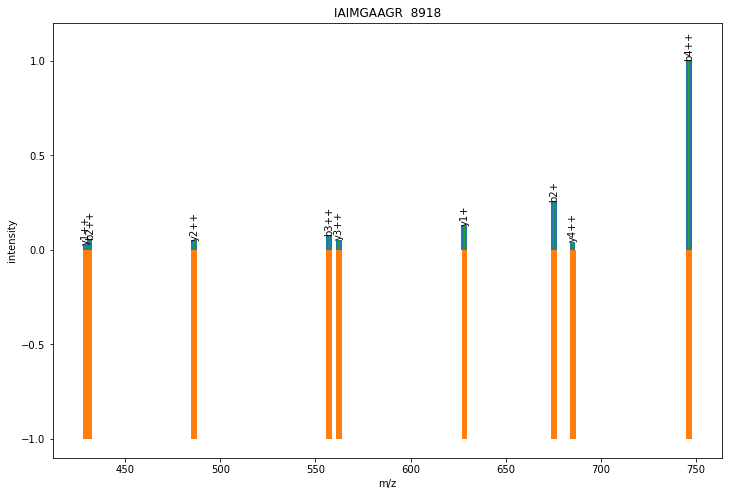 IAIMGAAGR 8918
b4++
b2+
y1+
y1++
b2++
y2++
b3++
y3++
y4++
intensity
1.0
0.5
0.0
−0.5
−1.0
450 500 550 600 650 700 750
m/z